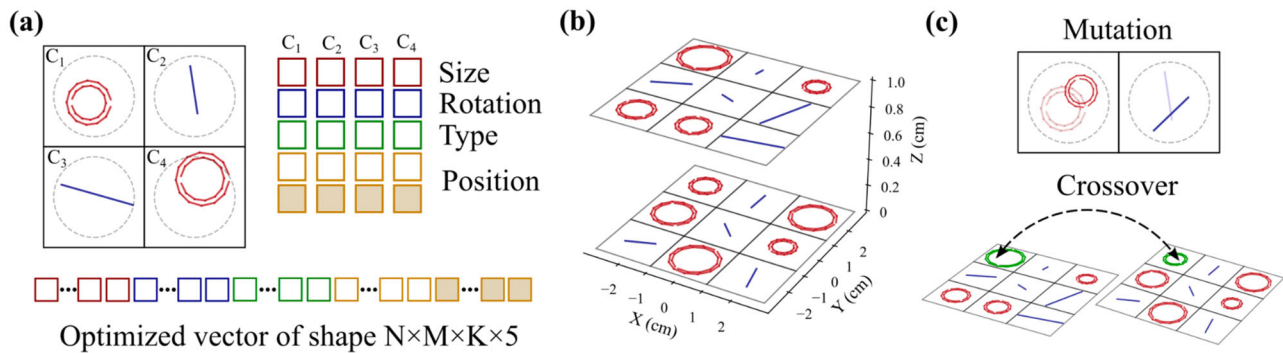 (a)
C1
C2
C3
C4
C1 C2 C3 C4
Size
Rotation
Type
Position
Optimized vector of shape N×M×K×5
(b)
1.0
0.8
0.6
0.4
0.2
0
Z (cm)
2
1
0
−1
−2
Y (cm)
−2
−1
0
1
2
X (cm)
(c)
Mutation
Crossover